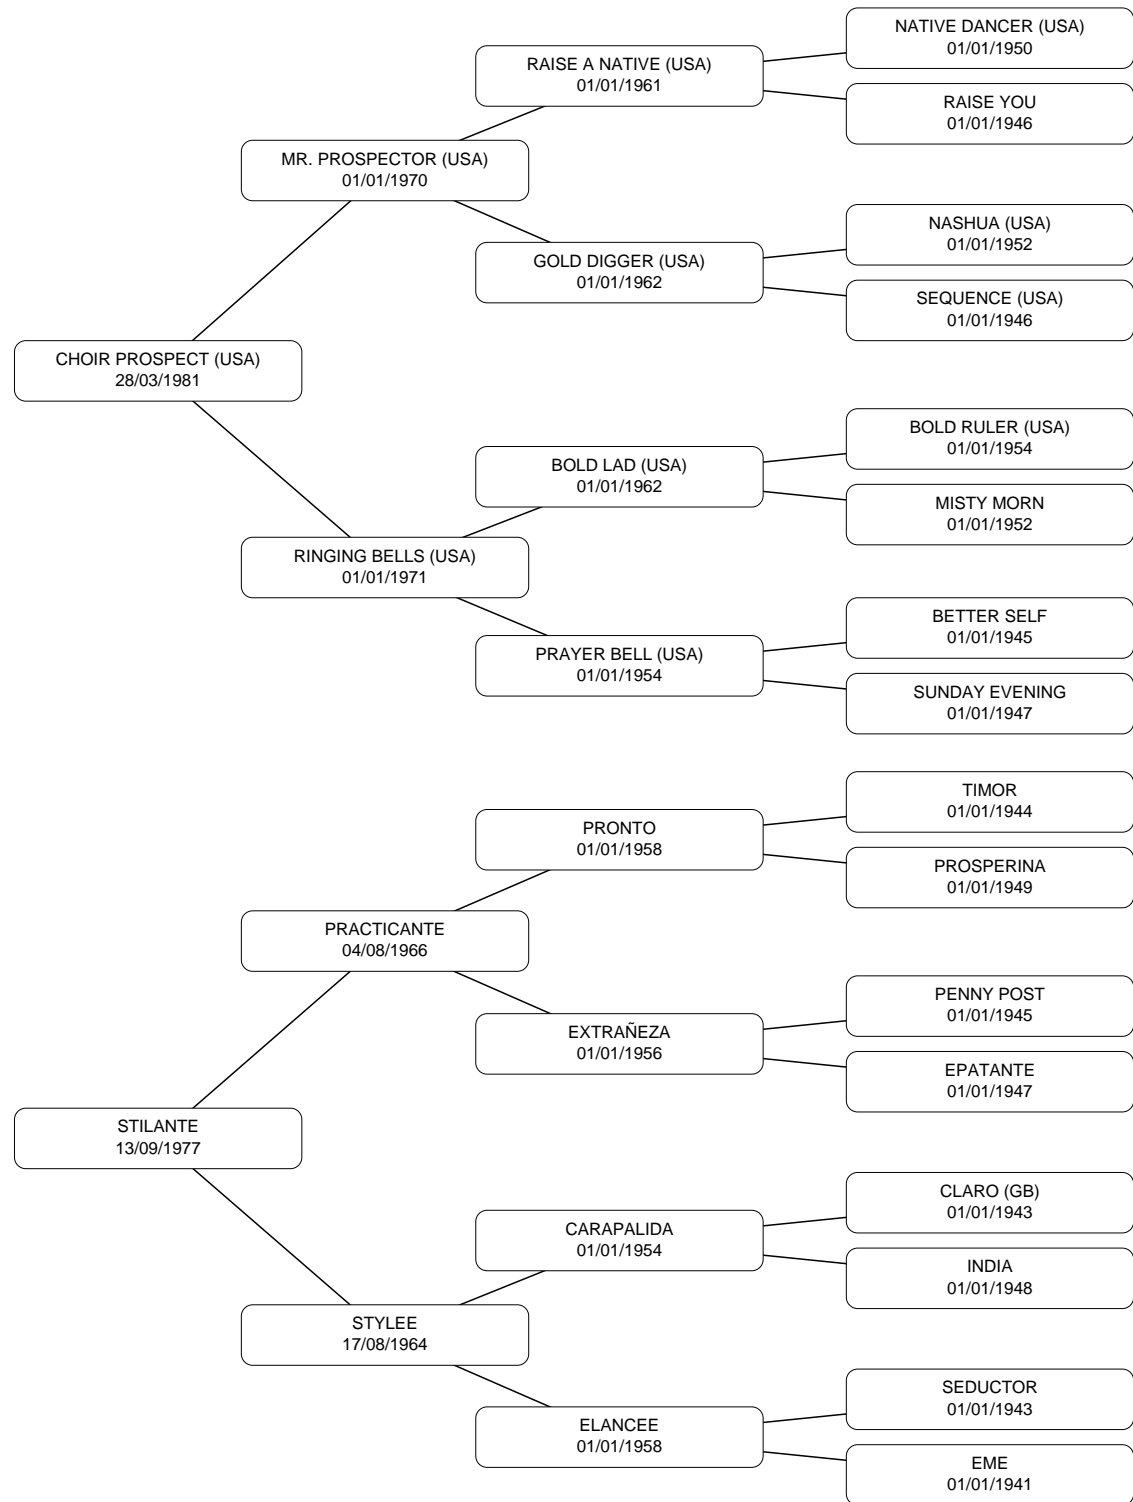 NATIVE DANCER (USA)
01/01/1950
RAISE A NATIVE (USA)
01/01/1961
RAISE YOU
01/01/1946
MR. PROSPECTOR (USA)
01/01/1970
NASHUA (USA)
01/01/1952
GOLD DIGGER (USA)
01/01/1962
SEQUENCE (USA)
01/01/1946
CHOIR PROSPECT (USA)
28/03/1981
BOLD RULER (USA)
01/01/1954
BOLD LAD (USA)
01/01/1962
MISTY MORN
01/01/1952
RINGING BELLS (USA)
01/01/1971
BETTER SELF
01/01/1945
PRAYER BELL (USA)
01/01/1954
SUNDAY EVENING
01/01/1947
TIMOR
01/01/1944
PRONTO
01/01/1958
PROSPERINA
01/01/1949
PRACTICANTE
04/08/1966
PENNY POST
01/01/1945
EXTRAÑEZA
01/01/1956
EPATANTE
01/01/1947
STILANTE
13/09/1977
CLARO (GB)
01/01/1943
CARAPALIDA
01/01/1954
INDIA
01/01/1948
STYLEE
17/08/1964
SEDUCTOR
01/01/1943
ELANCEE
01/01/1958
EME
01/01/1941